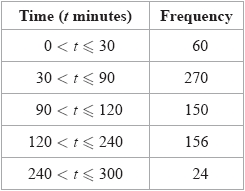 Time (t minutes) Frequency
0 < t ⩽ 30 60
30 < t ⩽ 90 270
90 < t ⩽ 120 150
120 < t ⩽ 240 156
240 < t ⩽ 300 24